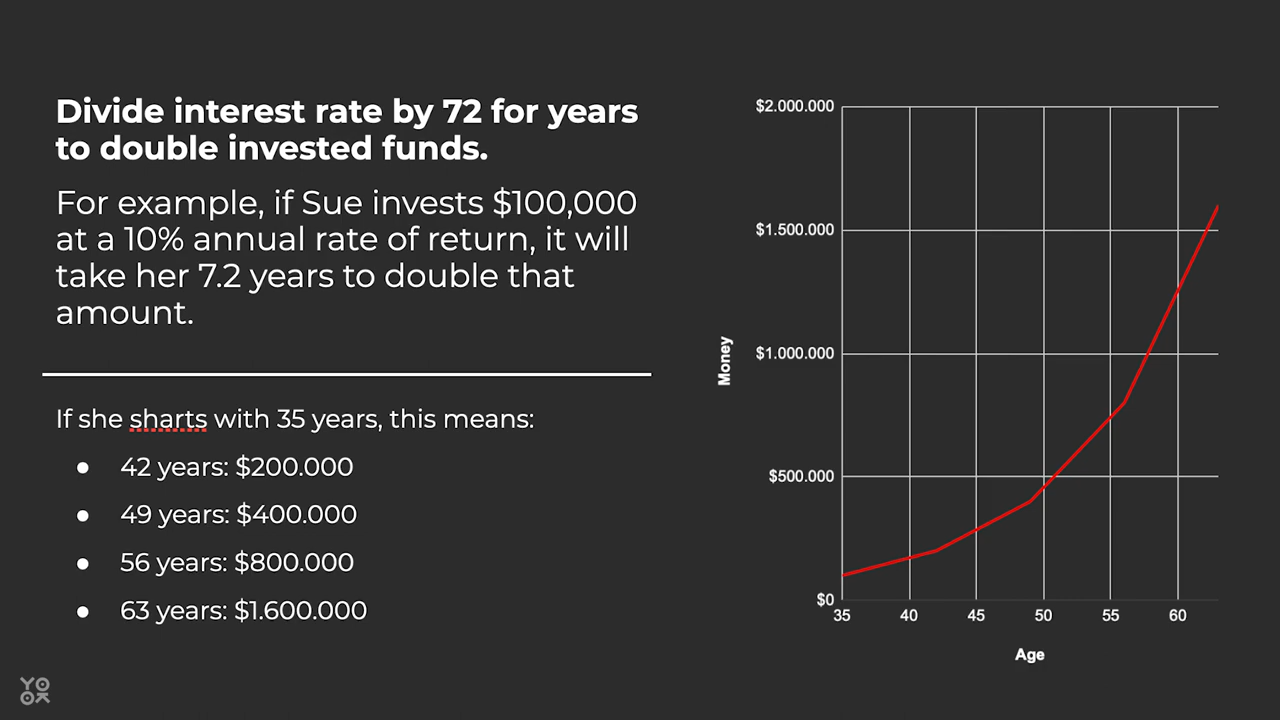 Divide interest rate by 72 for years
to double invested funds.
For example, if Sue invests $100,000
at a 10% annual rate of return, it will
take her 7.2 years to double that
amount.
If she sharts with 35 years, this means:
● 42 years: $200.000
● 49 years: $400.000
● 56 years: $800.000
● 63 years: $1.600.000
YOOK
$2.000.000
$1.500.000
$1.000.000
$500.000
$0
Money
35 40 45 50 55 60
Age